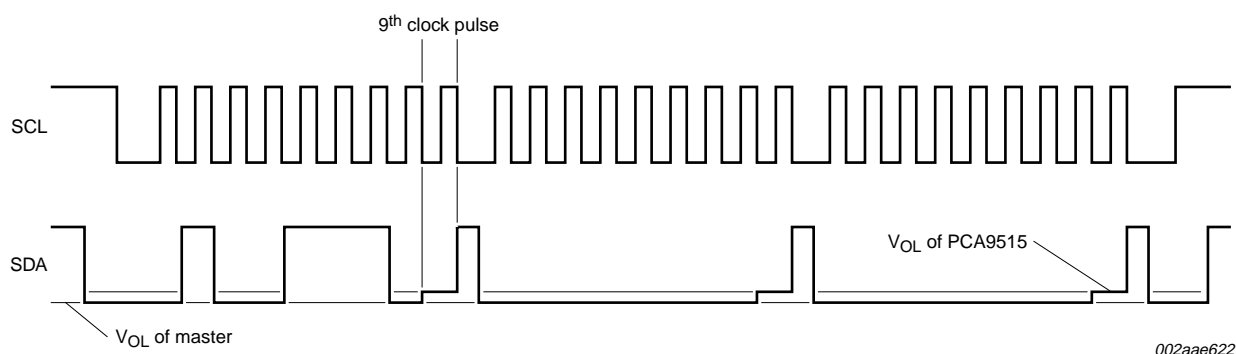 9th clock pulse
SCL
SDA
VOL of PCA9515
VOL of master
002aae622